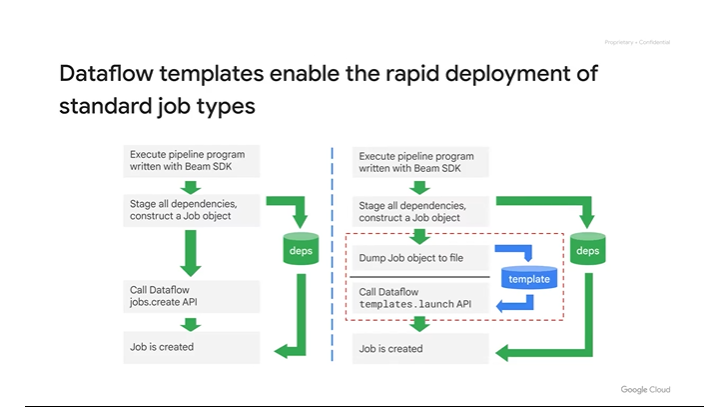 Proprietary + Confidential
Dataflow templates enable the rapid deployment of
standard job types
Execute pipeline program
written with Beam SDK
Stage all dependencies,
construct a Job object
deps
Call Dataflow
jobs.create API
Job is created
Execute pipeline program
written with Beam SDK
Stage all dependencies,
construct a Job object
deps
Dump Job object to file
template
Call Dataflow
templates.launch API
Job is created
Google Cloud